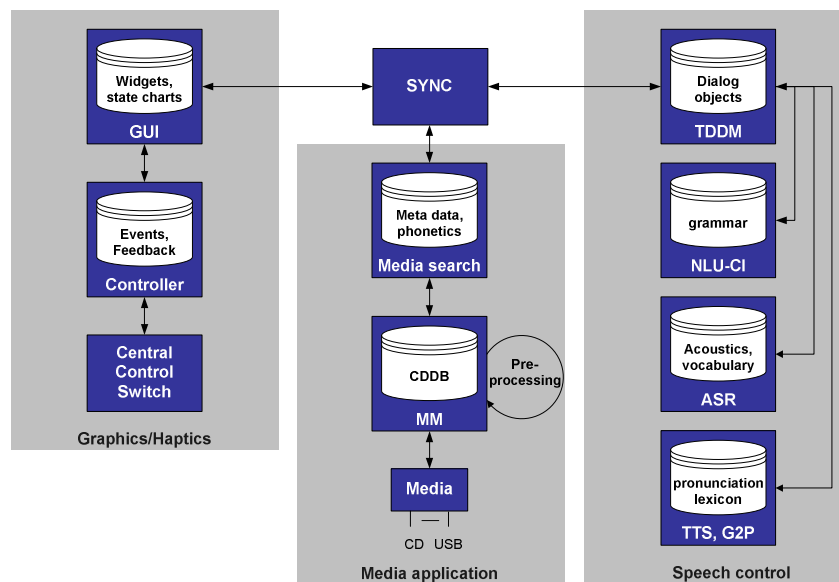 Widgets,
state charts
GUI
Events,
Feedback
Controller
Central
Control
Switch
Graphics/Haptics
SYNC
Meta data,
phonetics
Media search
CDDB
MM
Pre-
processing
Media
CD USB
Media application
Dialog
objects
TDDM
grammar
NLU-CI
Acoustics,
vocabulary
ASR
pronunciation
lexicon
TTS, G2P
Speech control